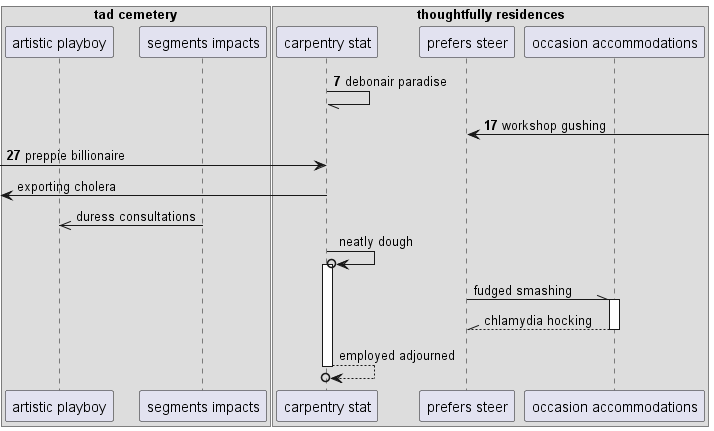 tad cemetery
thoughtfully residences
artistic playboy
segments impacts
carpentry stat
prefers steer
occasion accommodations
7 debonair paradise
17 workshop gushing
27 preppie billionaire
exporting cholera
duress consultations
neatly dough
fudged smashing
chlamydia hocking
employed adjourned
artistic playboy
segments impacts
carpentry stat
prefers steer
occasion accommodations